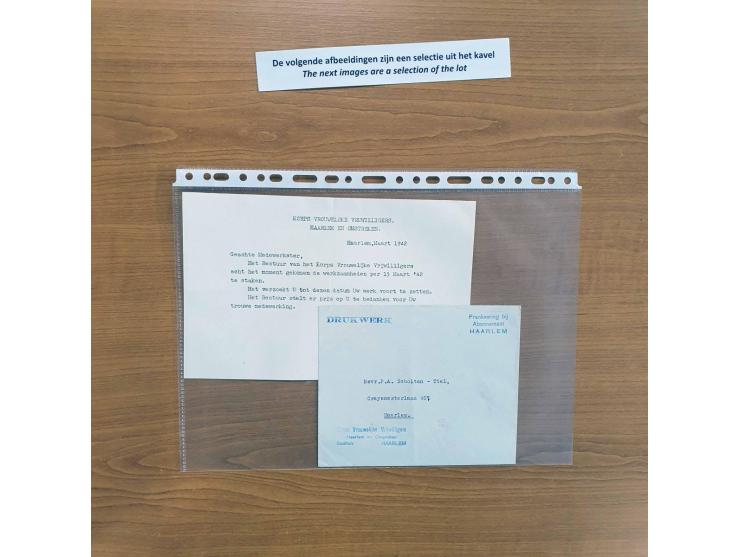 De volgende afbeeldingen zijn een selectie uit het kavel
The next images are a selection of the lot
KORPS VROUWELIJKE VRIJWILLIGERS.
HAARLEM EN OMSTREKEN.
Haarlem,Maart 1942
Geachte Medewerkster,
Het Bestuur van het Korps Vrouwelijke Vrijwilligers
acht het moment gekomen de werkzaamheden per 15 Maart '42
te staken.
Het verzoekt U tot dezen datum Uw werk voort te zetten.
Het Bestuur stelt er prijs op U te bedanken voor Uw
trouwe medewerking.
DRUKWERK
Frankeering bij
Abonnement
HAARLEM
Mevr.P.A. Scholten - Stel,
Crayenesterlaan
Haarlem.
Vrouwelijke Vrijwilligers
Haarlem en Omstreken
HAARLEM